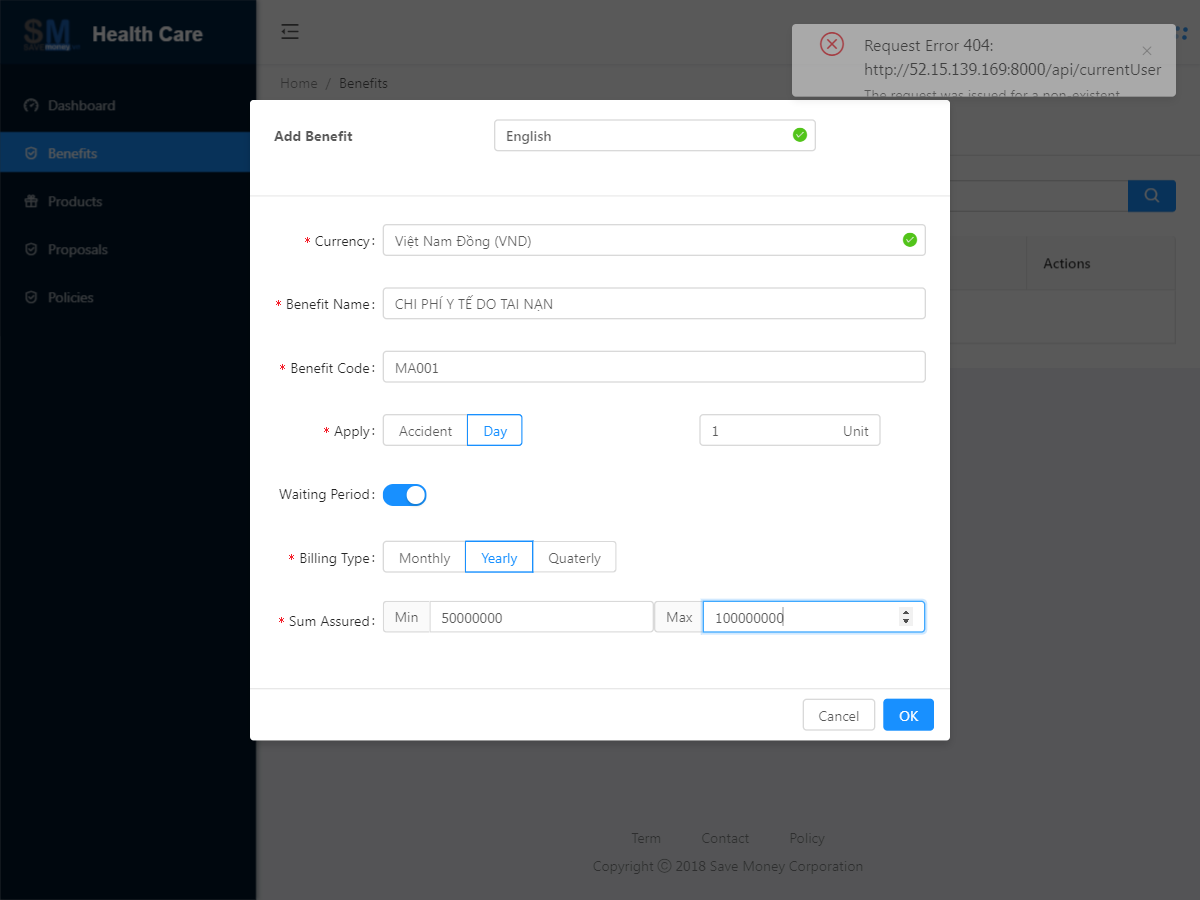 SM Health Care
SAVE money
Request Error 404:
http://52.15.139.169:8000/api/currentUser
The request was issued for a non-existent
Home / Benefits
Dashboard
Benefits
Products
Proposals
Policies
Actions
Add Benefit
English
* Currency: Việt Nam Đồng (VND)
* Benefit Name: CHI PHÍ Y TẾ DO TAI NẠN
* Benefit Code: MA001
* Apply: Accident Day 1 Unit
Waiting Period:
* Billing Type: Monthly Yearly Quaterly
* Sum Assured: Min 50000000 Max 100000000
Cancel OK
Term Contact Policy
Copyright © 2018 Save Money Corporation